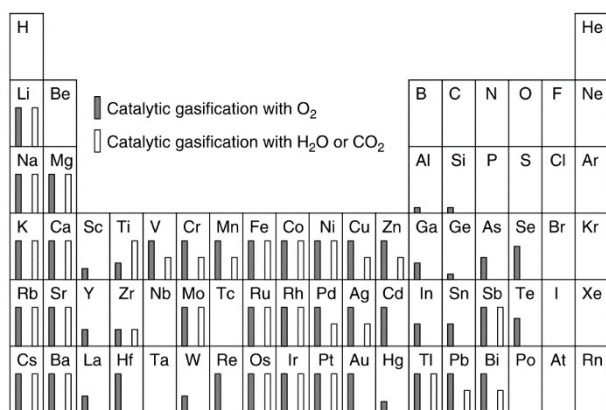 H He
Li Be B C N O F Ne
Catalytic gasification with O₂
Catalytic gasification with H₂O or CO₂
Na Mg Al Si P S Cl Ar
K Ca Sc Ti V Cr Mn Fe Co Ni Cu Zn Ga Ge As Se Br Kr
Rb Sr Y Zr Nb Mo Tc Ru Rh Pd Ag Cd In Sn Sb Te I Xe
Cs Ba La Hf Ta W Re Os Ir Pt Au Hg Tl Pb Bi Po At Rn